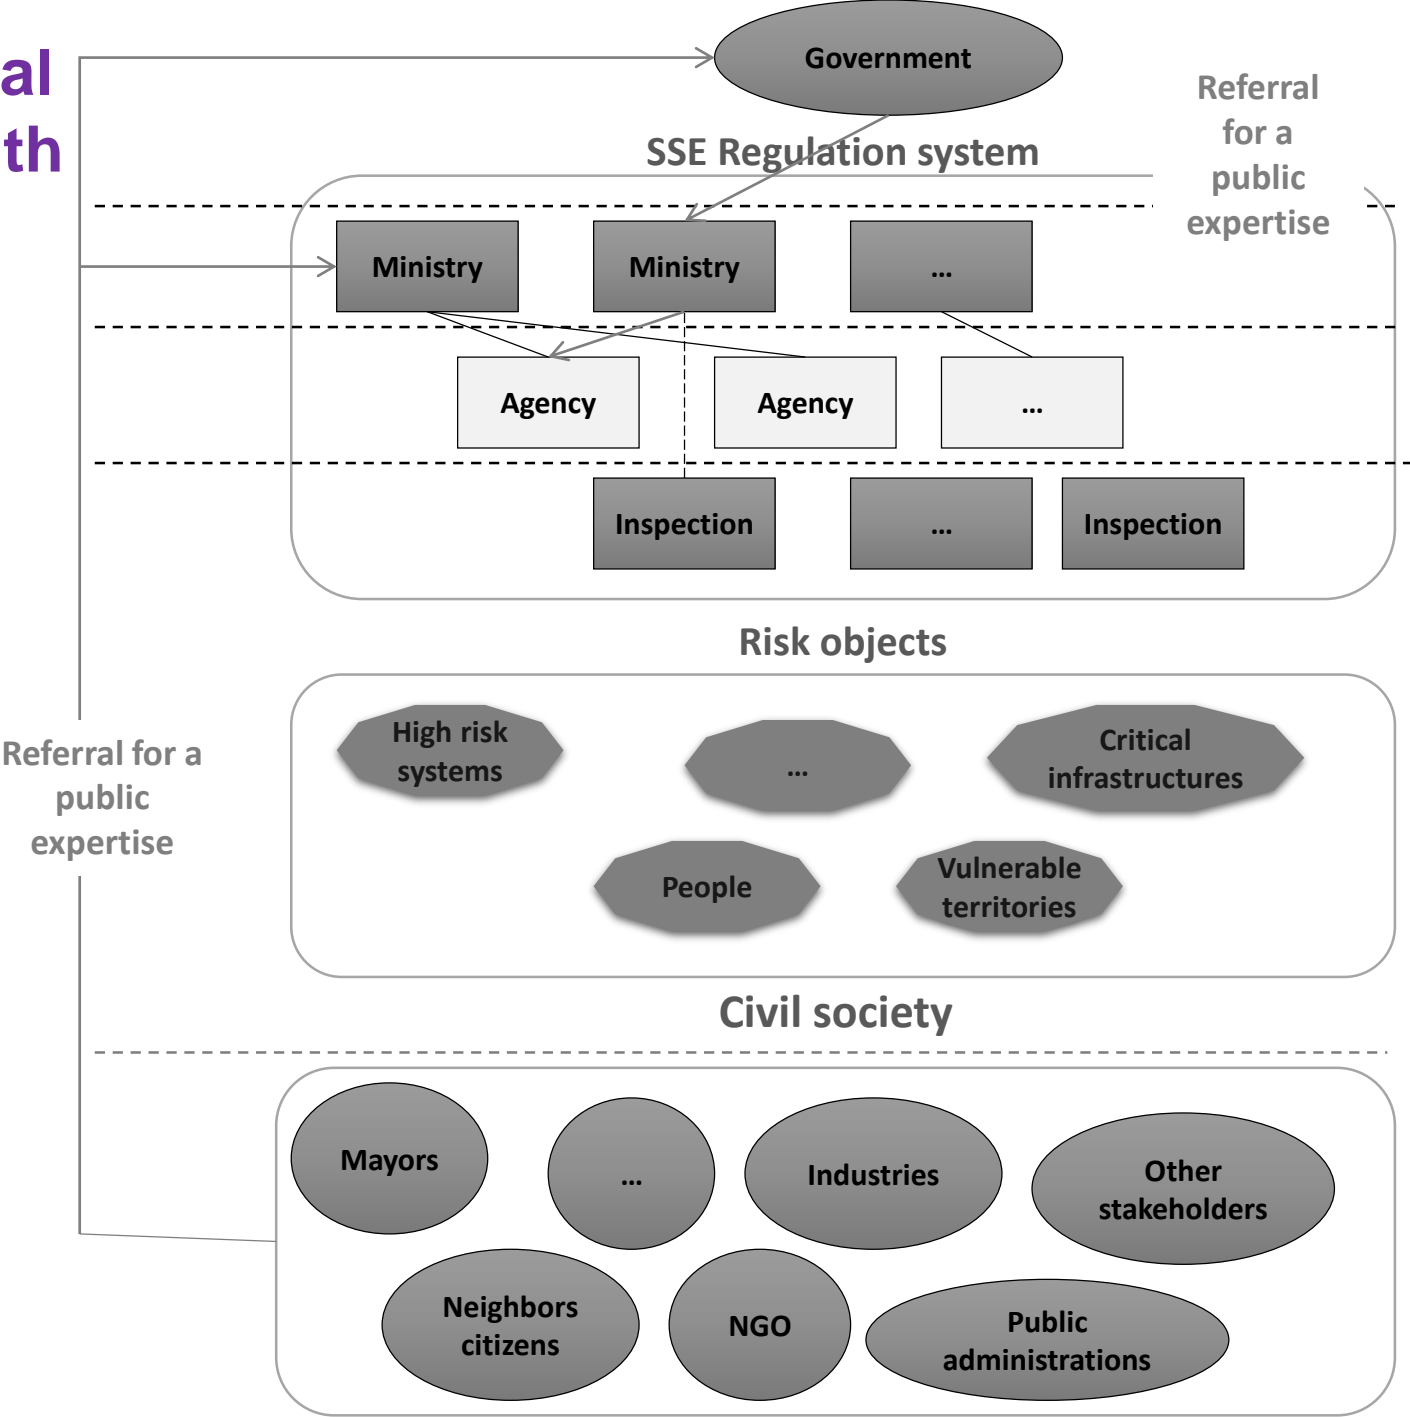 al
th
Government
Referral
for a
public
expertise
SSE Regulation system
Ministry
Ministry
...
Agency
Agency
...
Inspection
...
Inspection
Risk objects
High risk
systems
...
Critical
infrastructures
People
Vulnerable
territories
Referral for a
public
expertise
Civil society
Mayors
...
Industries
Other
stakeholders
Neighbors
citizens
NGO
Public
administrations